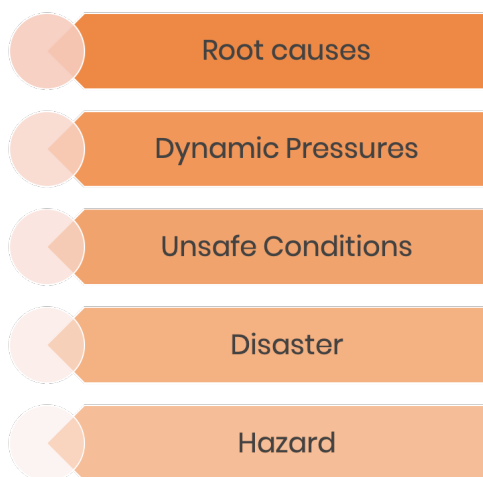 Root causes
Dynamic Pressures
Unsafe Conditions
Disaster
Hazard